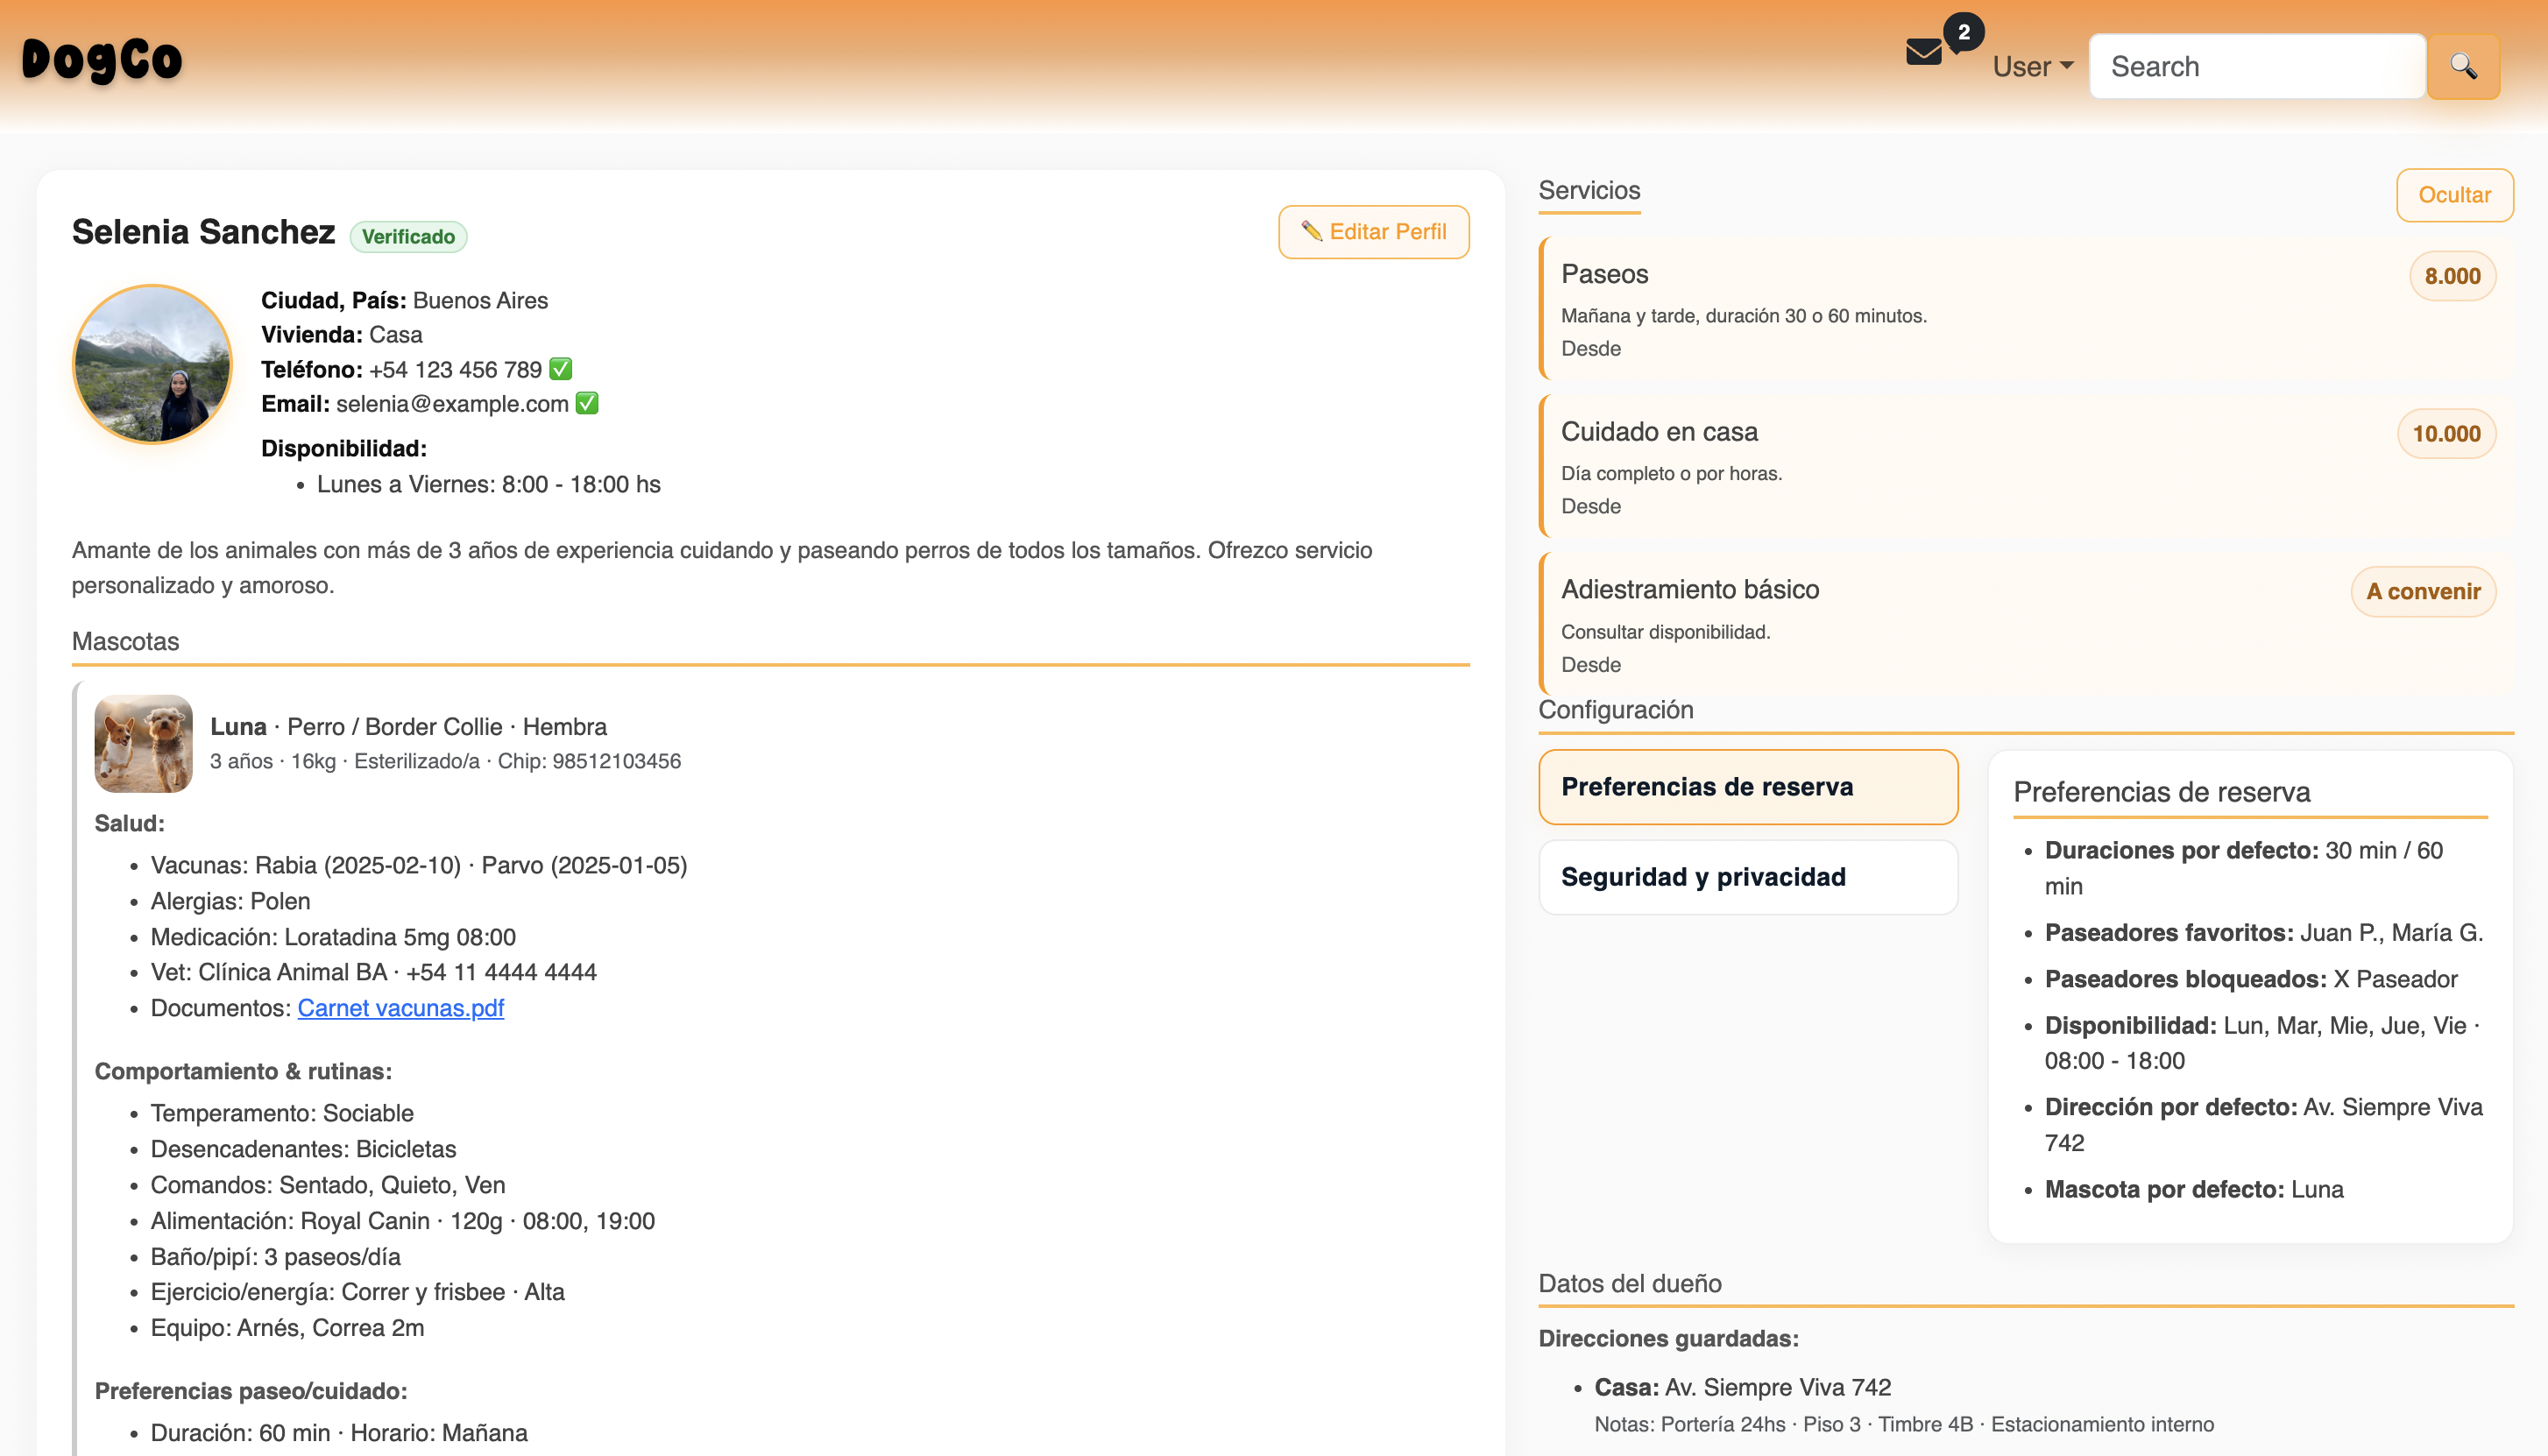 DogCo
2
User
Search
Selenia Sanchez Verificado
✏️ Editar Perfil
Ciudad, País: Buenos Aires
Vivienda: Casa
Teléfono: +54 123 456 789 ✅
Email: selenia@example.com ✅
Disponibilidad:
• Lunes a Viernes: 8:00 - 18:00 hs
Amante de los animales con más de 3 años de experiencia cuidando y paseando perros de todos los tamaños. Ofrezco servicio
personalizado y amoroso.
Mascotas
Luna · Perro / Border Collie · Hembra
3 años · 16kg · Esterilizado/a · Chip: 98512103456
Salud:
• Vacunas: Rabia (2025-02-10) · Parvo (2025-01-05)
• Alergias: Polen
• Medicación: Loratadina 5mg 08:00
• Vet: Clínica Animal BA · +54 11 4444 4444
• Documentos: Carnet vacunas.pdf
Comportamiento & rutinas:
• Temperamento: Sociable
• Desencadenantes: Bicicletas
• Comandos: Sentado, Quieto, Ven
• Alimentación: Royal Canin · 120g · 08:00, 19:00
• Baño/pipí: 3 paseos/día
• Ejercicio/energía: Correr y frisbee · Alta
• Equipo: Arnés, Correa 2m
Preferencias paseo/cuidado:
• Duración: 60 min · Horario: Mañana
Servicios
Ocultar
Paseos
8.000
Mañana y tarde, duración 30 o 60 minutos.
Desde
Cuidado en casa
10.000
Día completo o por horas.
Desde
Adiestramiento básico
A convenir
Consultar disponibilidad.
Desde
Configuración
Preferencias de reserva
Seguridad y privacidad
Preferencias de reserva
• Duraciones por defecto: 30 min / 60
min
• Paseadores favoritos: Juan P., María G.
• Paseadores bloqueados: X Paseador
• Disponibilidad: Lun, Mar, Mie, Jue, Vie ·
08:00 - 18:00
• Dirección por defecto: Av. Siempre Viva
742
• Mascota por defecto: Luna
Datos del dueño
Direcciones guardadas:
• Casa: Av. Siempre Viva 742
Notas: Portería 24hs · Piso 3 · Timbre 4B · Estacionamiento interno